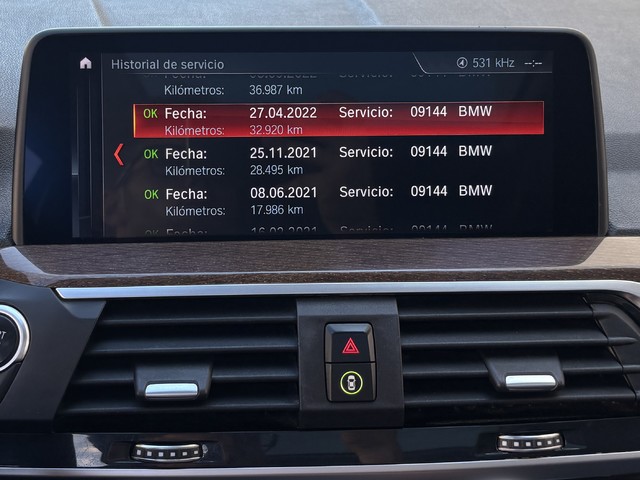 Historial de servicio 531 kHz --:--
Kilómetros: 36.987 km
OK Fecha: 27.04.2022 Servicio: 09144 BMW
Kilómetros: 32.920 km
OK Fecha: 25.11.2021 Servicio: 09144 BMW
Kilómetros: 28.495 km
OK Fecha: 08.06.2021 Servicio: 09144 BMW
Kilómetros: 17.986 km